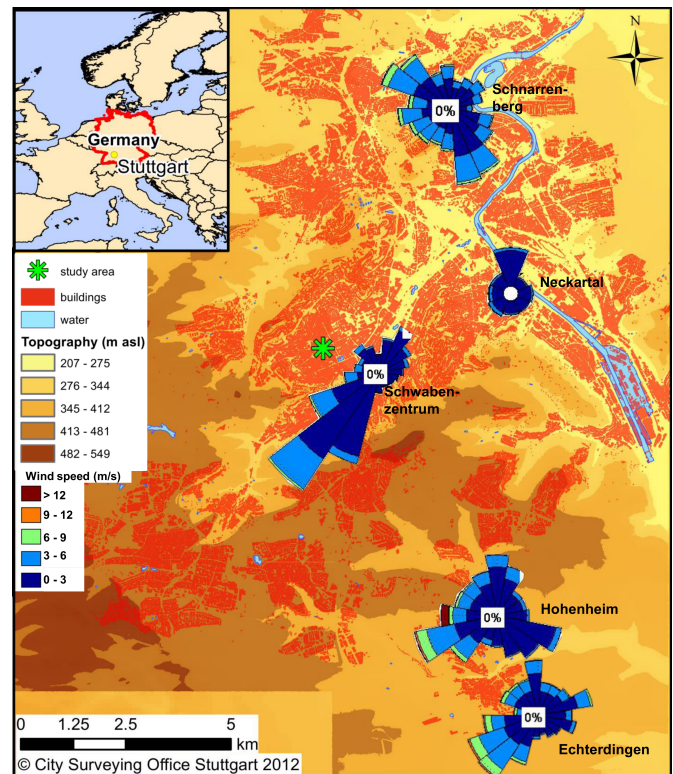 N
Schnarren-
berg
0%
Germany
Stuttgart
study area
buildings
water
Topography (m asl)
207 - 275
276 - 344
345 - 412
413 - 481
482 - 549
Wind speed (m/s)
> 12
9 - 12
6 - 9
3 - 6
0 - 3
Neckartal
0%
Schwaben-
zentrum
Hohenheim
0%
0%
Echterdingen
0 1.25 2.5 5
km
© City Surveying Office Stuttgart 2012